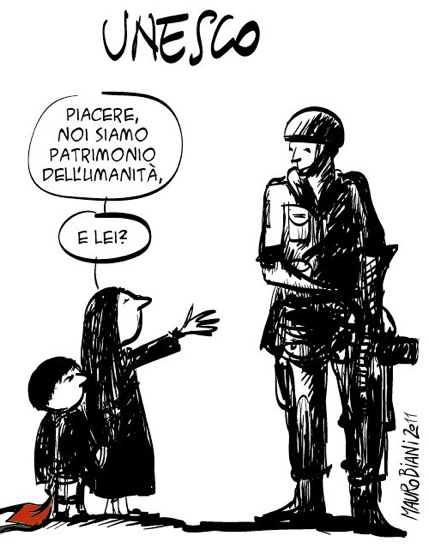 UNESCO
PIACERE,
NOI SIAMO
PATRIMONIO
DELL'UMANITÀ,
E LEI?
MAUROBIANI 2011